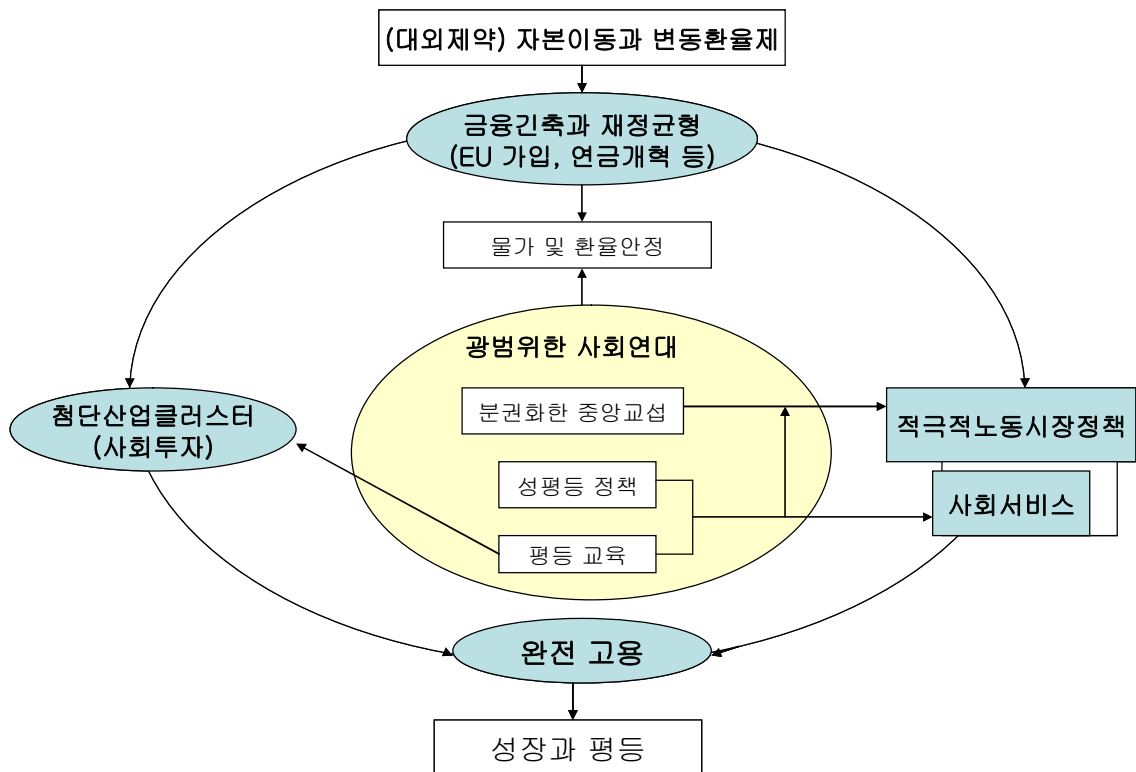 (대외제약) 자본이동과 변동환율제
금융긴축과 재정균형
(EU 가입, 연금개혁 등)
물가 및 환율안정
광범위한 사회연대
분권화한 중앙교섭
첨단산업클러스터
(사회투자)
적극적노동시장정책
성평등 정책
사회서비스
평등 교육
완전 고용
성장과 평등